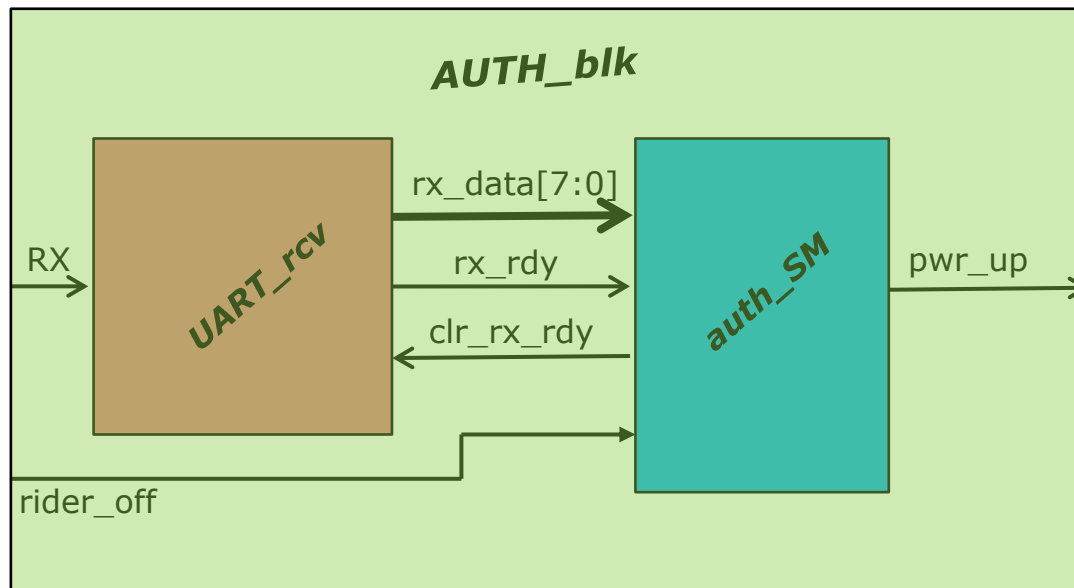 AUTH_blk
rx_data[7:0]
RX
rx_rdy
pwr_up
UART_rcv
auth_SM
clr_rx_rdy
rider_off